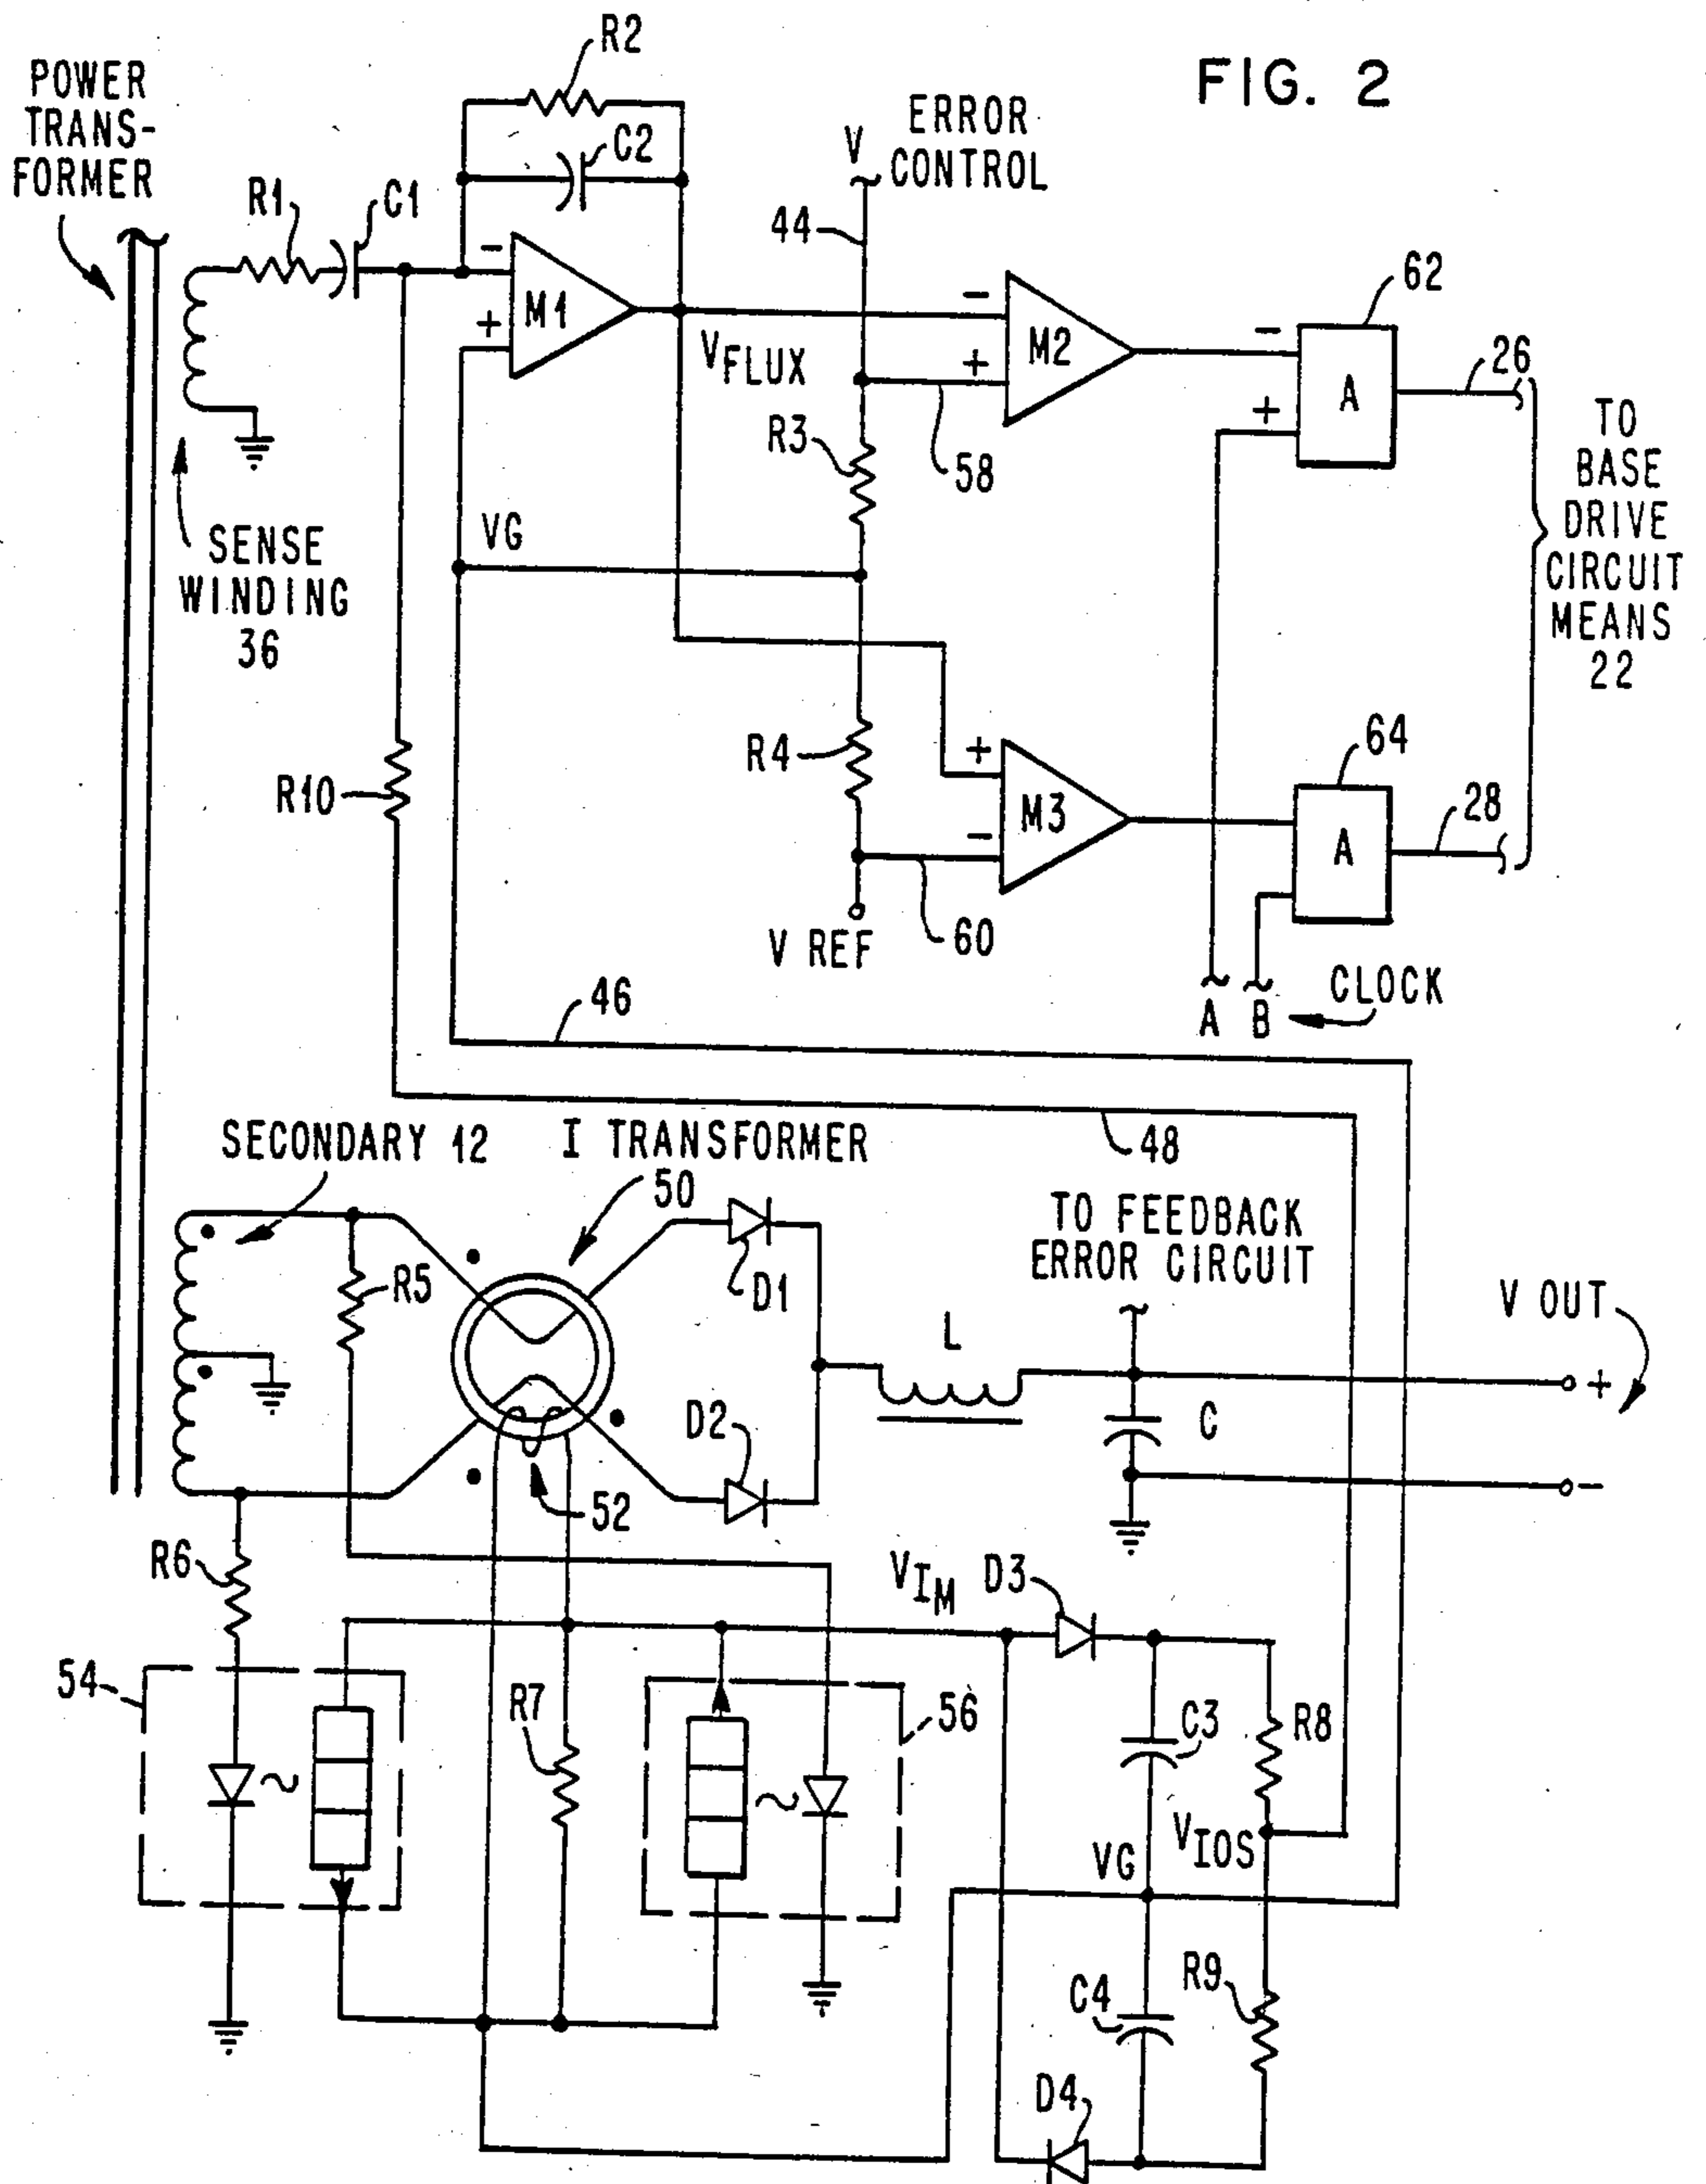 FIG. 2
POWER
TRANS-
FORMER
R2
C2
R1
C1
V
ERROR
CONTROL
44
-
+
M1
VFLUX
-
+
M2
58
62
-
+
A
26
TO
BASE
DRIVE
CIRCUIT
MEANS
22
R3
VG
SENSE
WINDING
36
R10
R4
+
-
M3
64
A
28
V REF
60
A
B
CLOCK
46
48
SECONDARY 12
I TRANSFORMER
50
R5
D1
TO FEEDBACK
ERROR CIRCUIT
V OUT
L
+
C
-
D2
52
R6
VIM
D3
54
R7
56
C3
R8
VG
VIOS
C4
R9
D4